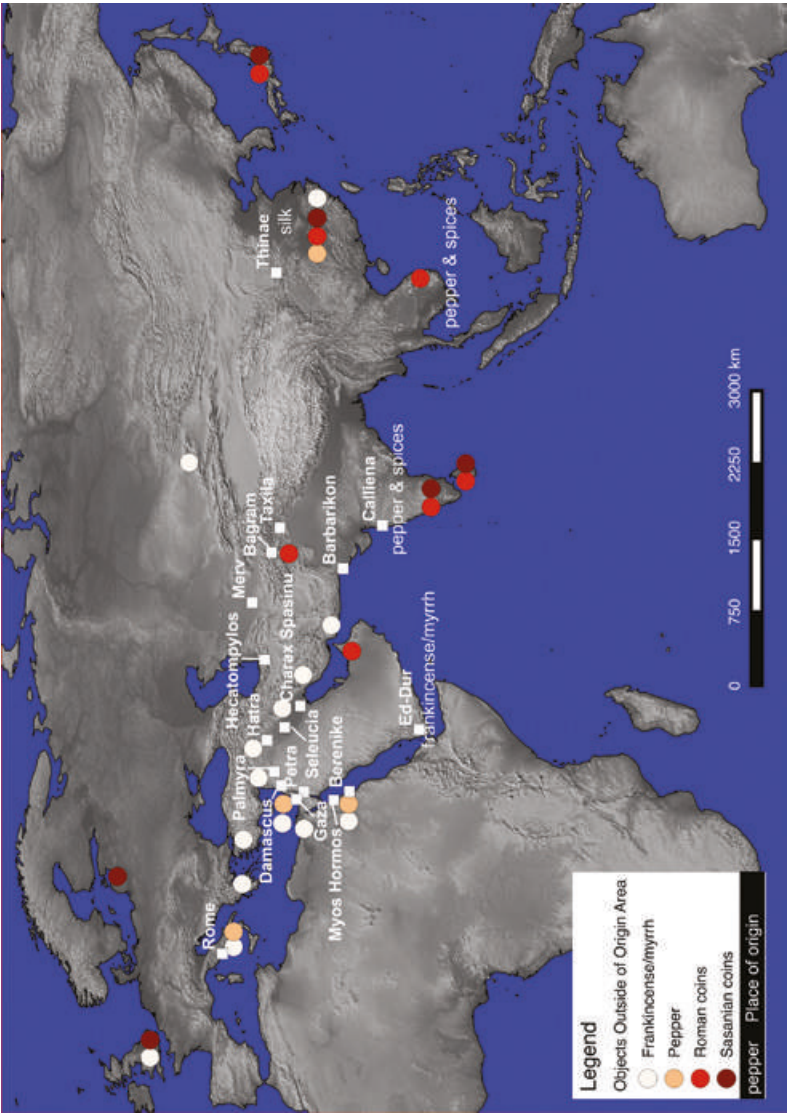 Rome
Palmyra
Damascus
Gaza
Petra
Seleucia
Hatra
Myos Hormos
Berenike
Hecatompylos
Charax Spasinu
Merv
Bagram
Taxila
Ed-Dur
frankincense/myrrh
Barbarikon
Calliena
pepper & spices
Thinae
silk
pepper & spices
0 750 1500 2250 3000 km
Legend
Objects Outside of Origin Area
Frankincense/myrrh
Pepper
Roman coins
Sasanian coins
pepper Place of origin